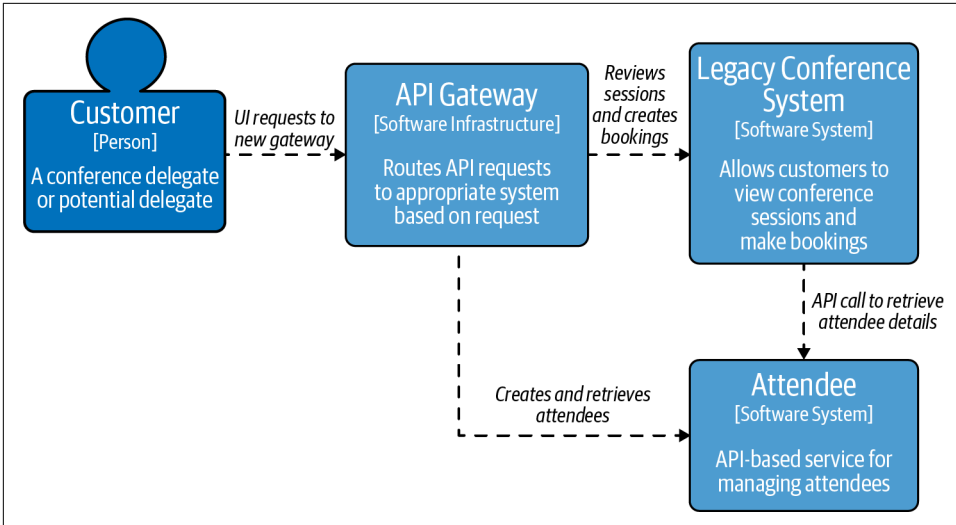 Customer
[Person]
A conference delegate
or potential delegate
UI requests to
new gateway
API Gateway
[Software Infrastructure]
Routes API requests
to appropriate system
based on request
Reviews
sessions
and creates
bookings
Legacy Conference
System
[Software System]
Allows customers to
view conference
sessions and
make bookings
API call to retrieve
attendee details
Creates and retrieves
attendees
Attendee
[Software System]
API-based service for
managing attendees